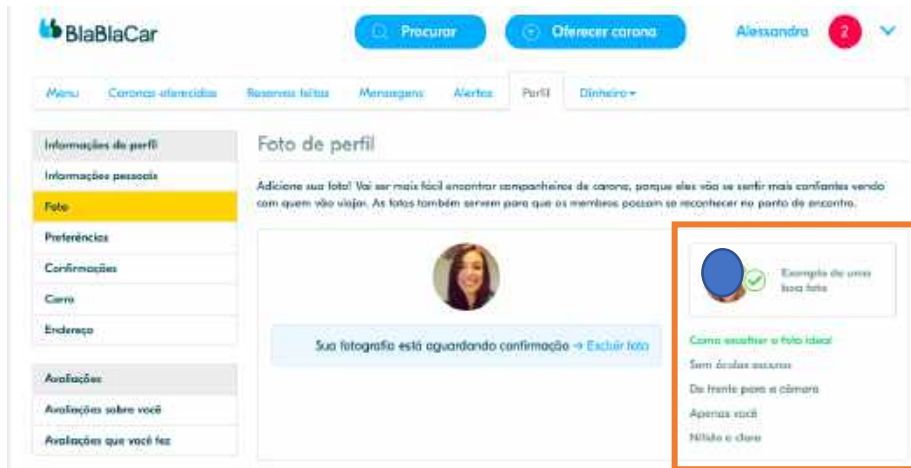 BlaBlaCar
Procurar
Oferecer carona
Alessandra
2
Menu
Caronas oferecidas
Reservas feitas
Mensagens
Alertas
Perfil
Dinheiro
Informações do perfil
Informações pessoais
Foto
Preferências
Confirmações
Carro
Endereço
Avaliações
Avaliações sobre você
Avaliações que você fez
Foto de perfil
Adicione sua foto! Vai ser mais fácil encontrar companheiros de carona, porque eles vão se sentir mais confiantes vendo
com quem vão viajar. As fotos também servem para que os membros possam se reconhecer no ponto de encontro.
Sua fotografia está aguardando confirmação → Excluir foto
Exemplo de uma
boa foto
Como escolher a foto ideal
Sem óculos escuros
De frente para a câmara
Apenas você
Nítida e clara